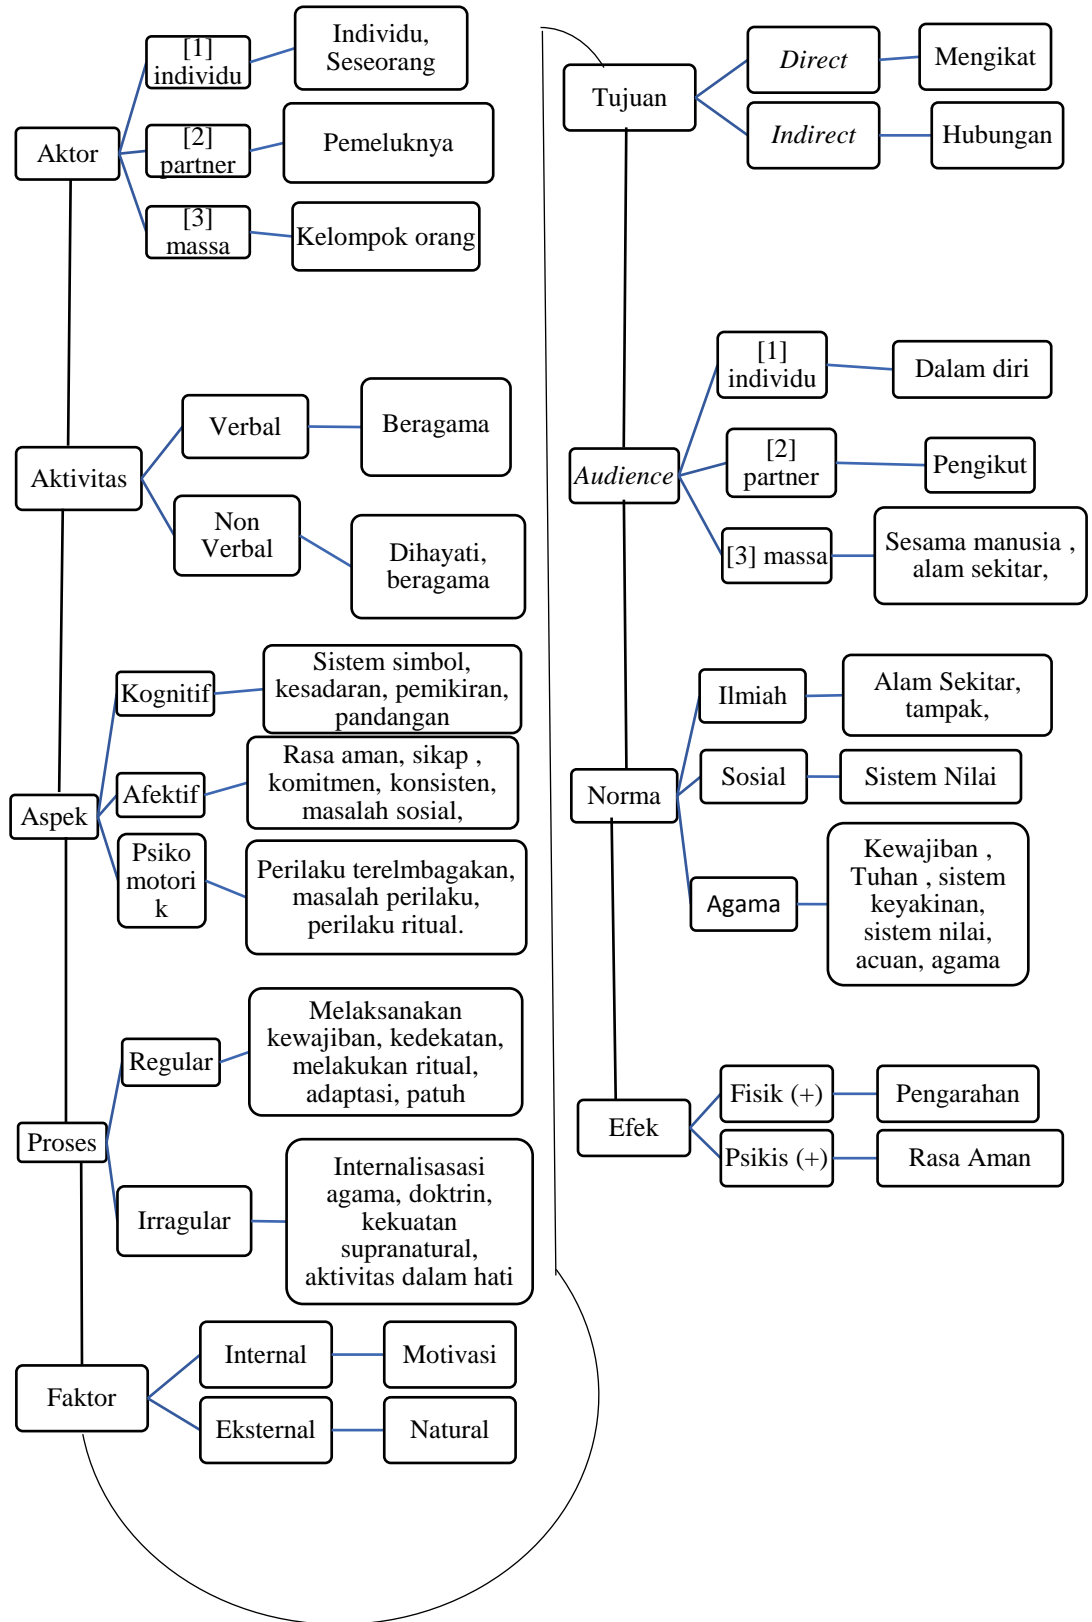 Aktor
[1]
individu
Individu,
Seseorang
[2]
partner
Pemeluknya
[3]
massa
Kelompok orang
Aktivitas
Verbal
Beragama
Non
Verbal
Dihayati,
beragama
Aspek
Kognitif
Sistem simbol,
kesadaran, pemikiran,
pandangan
Afektif
Rasa aman, sikap ,
komitmen, konsisten,
masalah sosial,
Psiko
motori
k
Perilaku terelmbagakan,
masalah perilaku,
perilaku ritual.
Proses
Regular
Melaksanakan
kewajiban, kedekatan,
melakukan ritual,
adaptasi, patuh
Irragular
Internalisasasi
agama, doktrin,
kekuatan
supranatural,
aktivitas dalam hati
Faktor
Internal
Motivasi
Eksternal
Natural
Tujuan
Direct
Mengikat
Indirect
Hubungan
Audience
[1]
individu
Dalam diri
[2]
partner
Pengikut
[3] massa
Sesama manusia ,
alam sekitar,
Norma
Ilmiah
Alam Sekitar,
tampak,
Sosial
Sistem Nilai
Agama
Kewajiban ,
Tuhan , sistem
keyakinan,
sistem nilai,
acuan, agama
Efek
Fisik (+)
Pengarahan
Psikis (+)
Rasa Aman